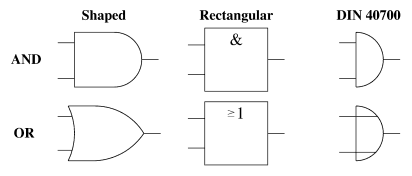 Shaped Rectangular DIN 40700
AND &
OR ≥1